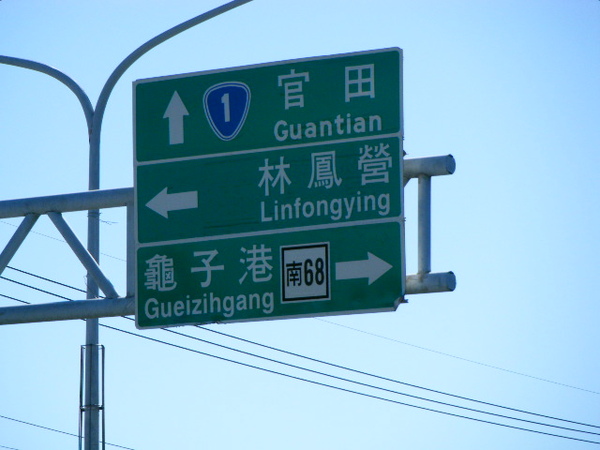 1 官田
Guantian
林鳳營
Linfongying
龜子港 南68
Gueizihgang